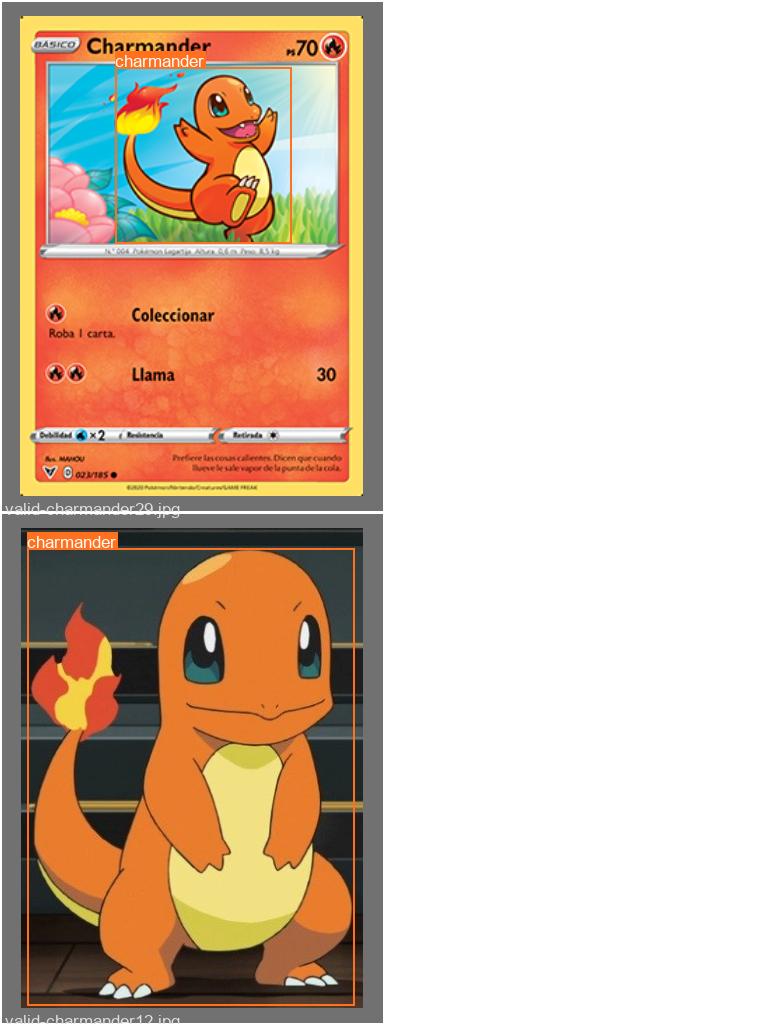 BÁSICO Charmander PS70
charmander
N.º 004 Pokémon Lagartija Altura: 0,6 m Peso: 8,5 kg
Coleccionar
Roba 1 carta.
Llama 30
Debilidad ×2 Resistencia Retirada
Ilus. MAHOU
D 023/185
Prefiere las cosas calientes. Dicen que cuando
llueve le sale vapor de la punta de la cola.
©2020 Pokémon/Nintendo/Creatures/GAME FREAK
valid-charmander29.jpg
charmander
valid-charmander12.jpg